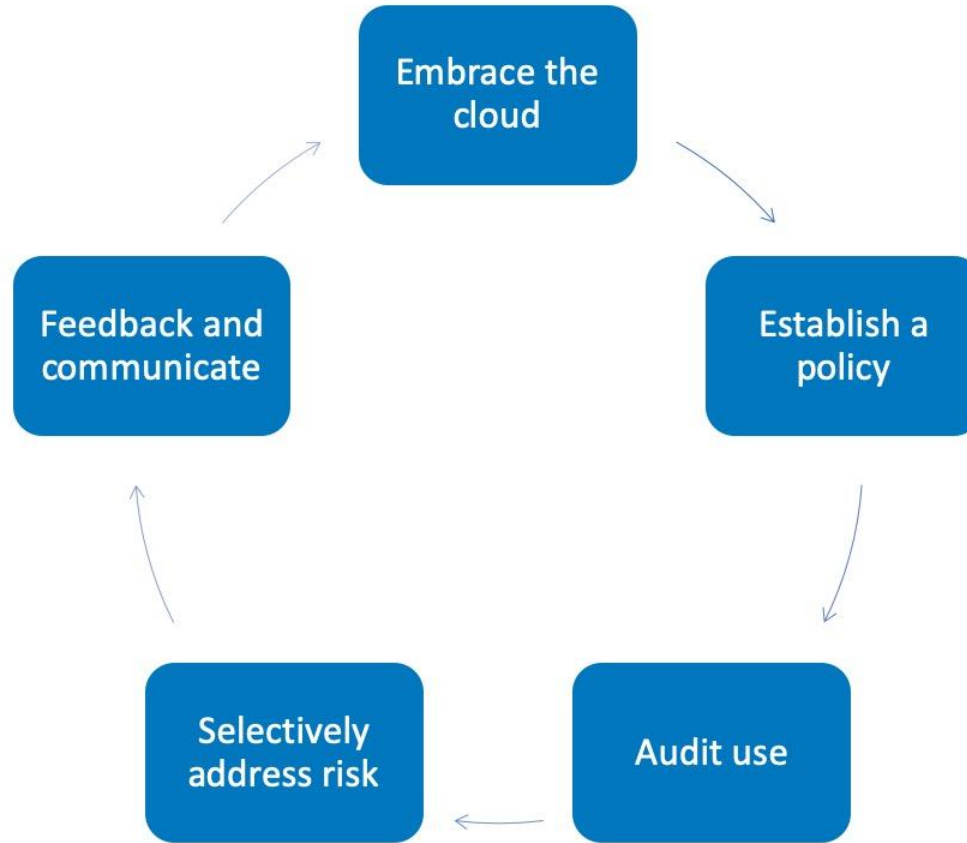 Embrace the
cloud
Establish a
policy
Audit use
Selectively
address risk
Feedback and
communicate